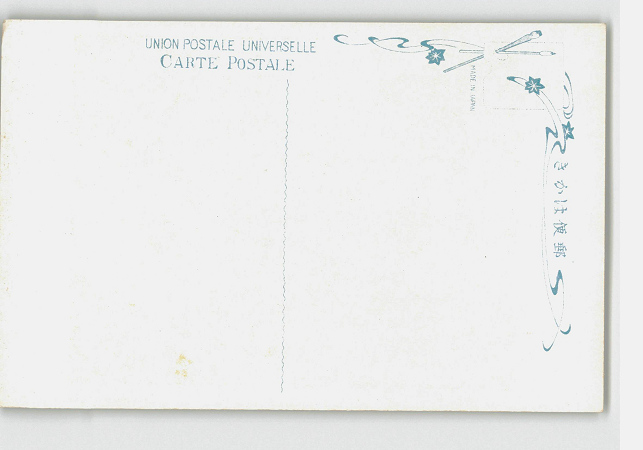 UNION POSTALE UNIVERSELLE
CARTE POSTALE
MADE IN JAPAN
きかは便郵